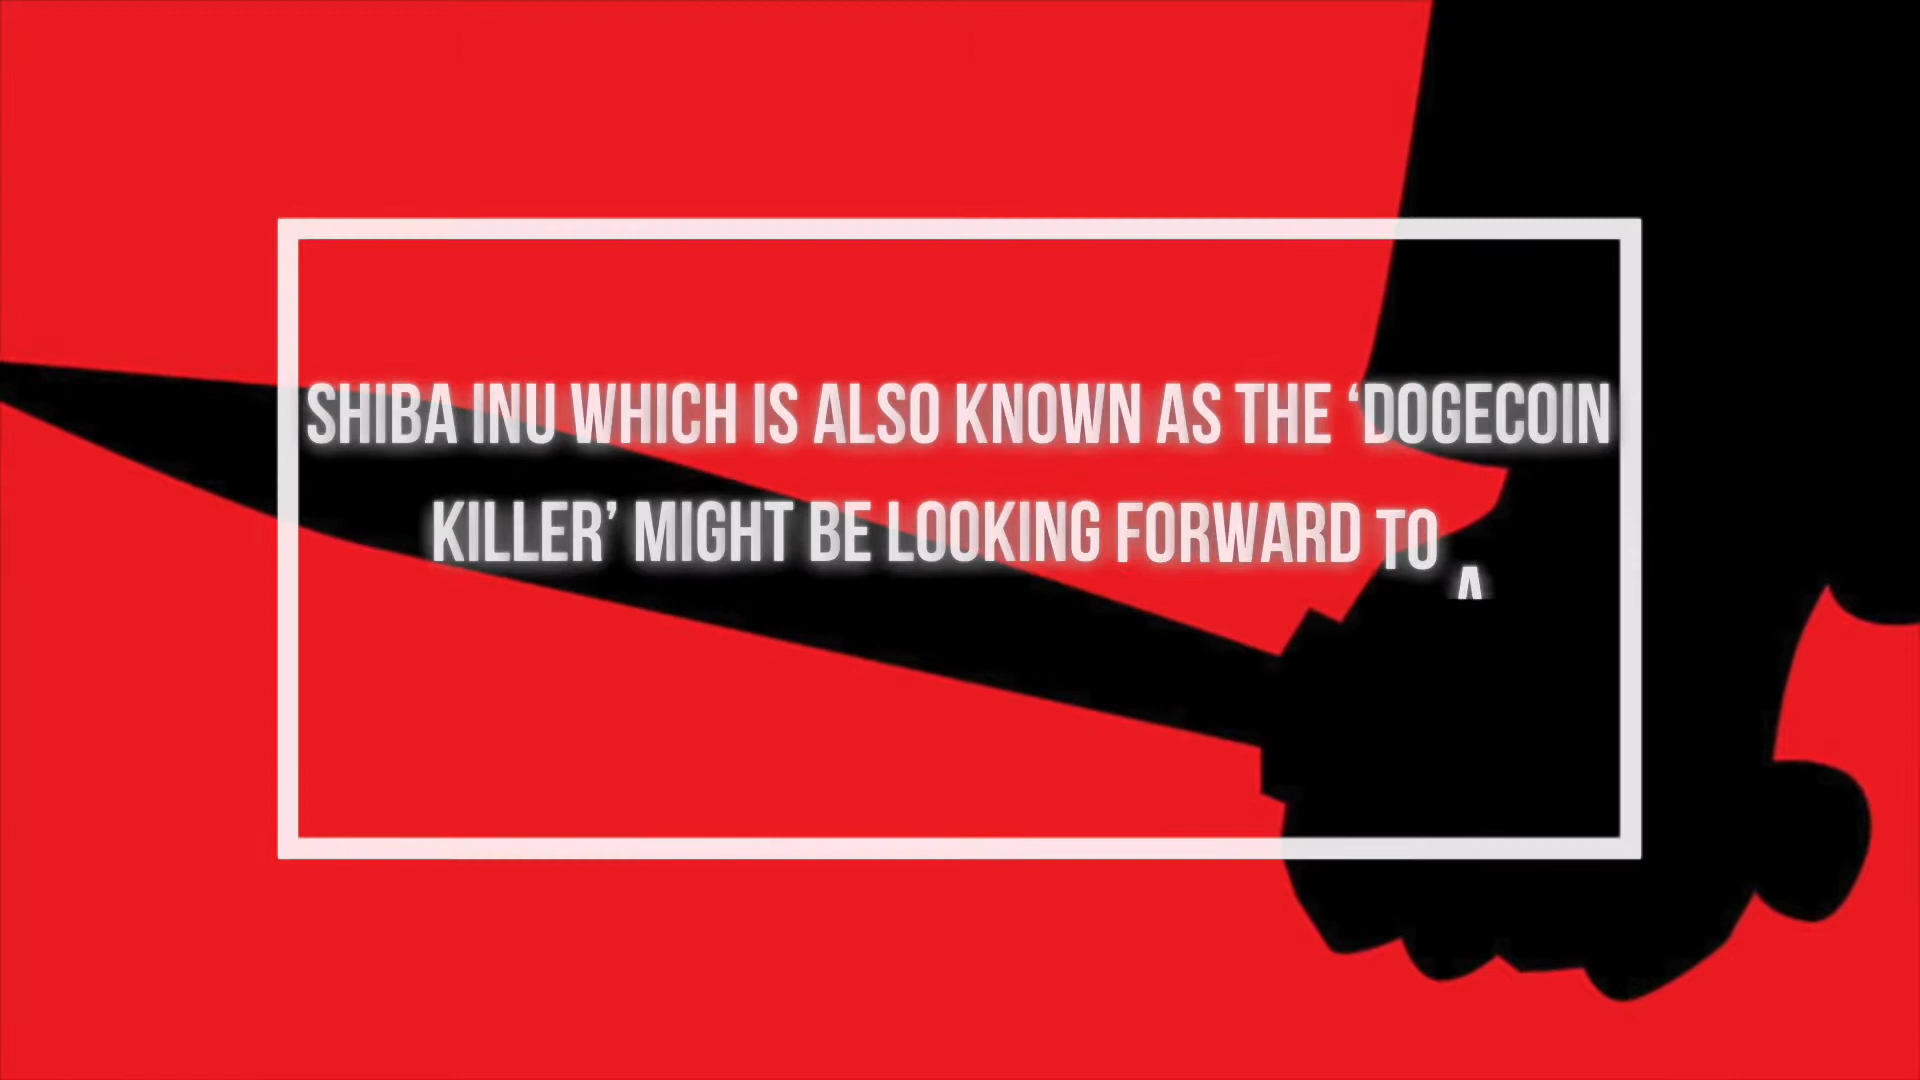 SHIBA INU WHICH IS ALSO KNOWN AS THE ‘DOGECOIN
KILLER’ MIGHT BE LOOKING FORWARD TO A